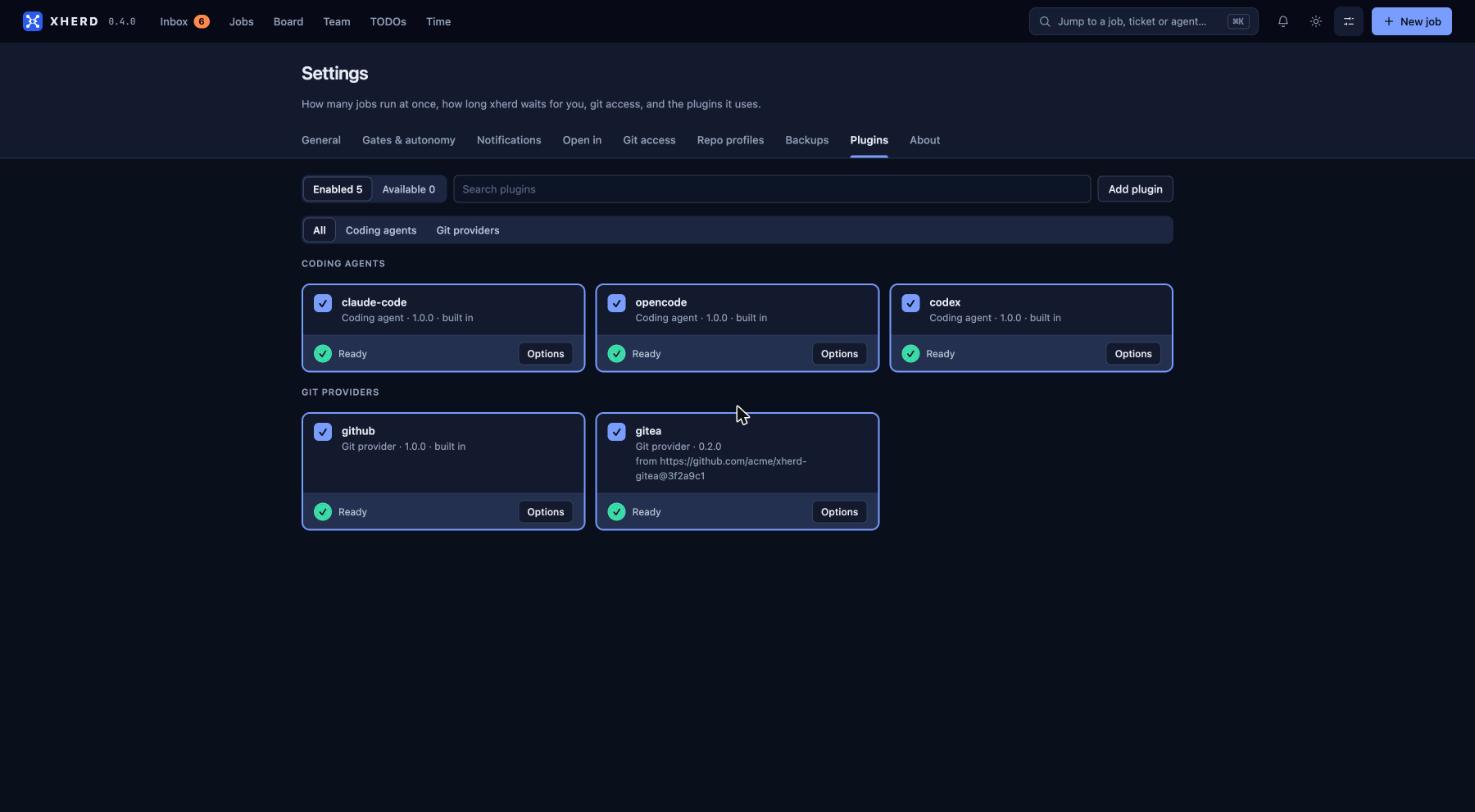 XHERD 0.4.0 Inbox 6 Jobs Board Team TODOs Time Jump to a job, ticket or agent... ⌘K + New job
Settings
How many jobs run at once, how long xherd waits for you, git access, and the plugins it uses.
General Gates & autonomy Notifications Open in Git access Repo profiles Backups Plugins About
Enabled 5 Available 0 Search plugins Add plugin
All Coding agents Git providers
CODING AGENTS
claude-code
Coding agent · 1.0.0 · built in
Ready Options
opencode
Coding agent · 1.0.0 · built in
Ready Options
codex
Coding agent · 1.0.0 · built in
Ready Options
GIT PROVIDERS
github
Git provider · 1.0.0 · built in
Ready Options
gitea
Git provider · 0.2.0
from https://github.com/acme/xherd-
gitea@3f2a9c1
Ready Options